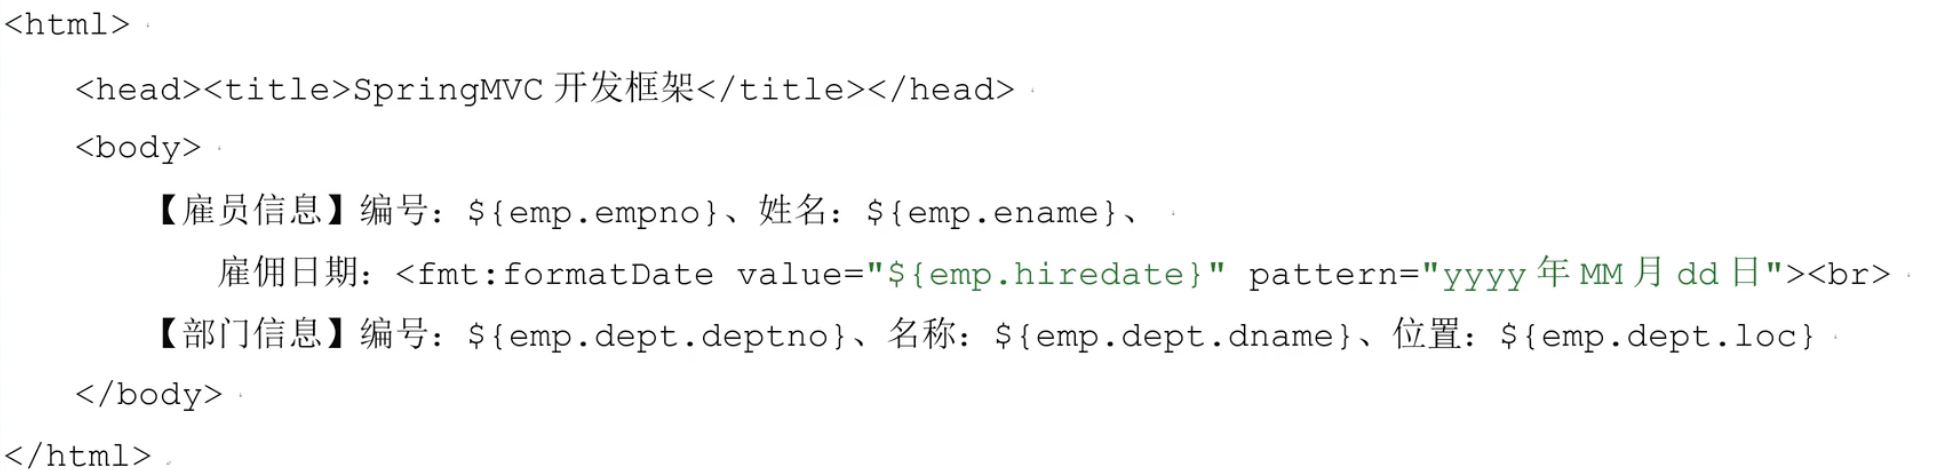 <html>
<head><title>SpringMVC 开发框架</title></head>
<body>
【雇员信息】编号：${emp.empno}、姓名：${emp.ename}、
雇佣日期：<fmt:formatDate value="${emp.hiredate}" pattern="yyyy 年 MM 月 dd 日"><br>
【部门信息】编号：${emp.dept.deptno}、名称：${emp.dept.dname}、位置：${emp.dept.loc}
</body>
</html>